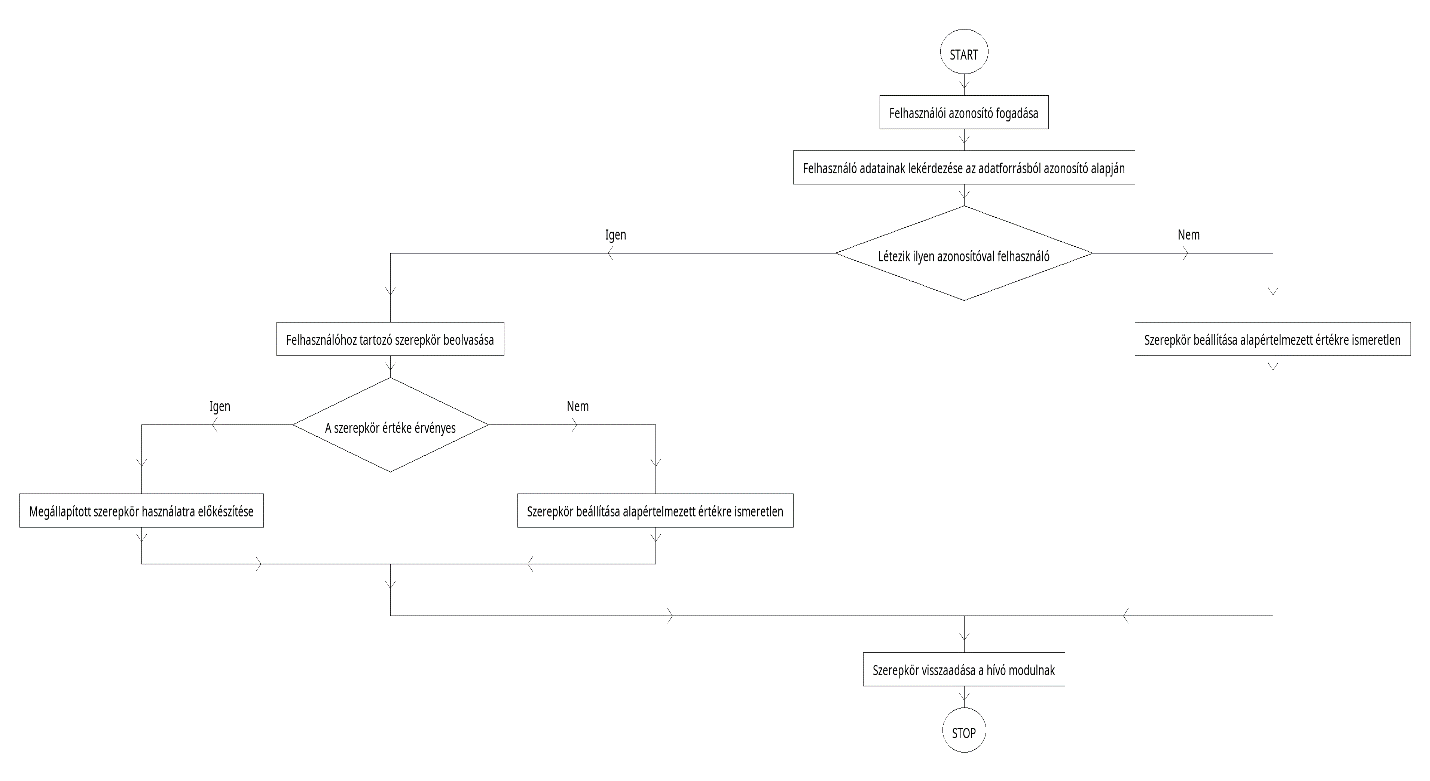 START
Felhasználói azonosító fogadása
Felhasználó adatainak lekérdezése az adatforrásból azonosító alapján
Létezik ilyen azonosítóval felhasználó
Igen
Nem
Felhasználóhoz tartozó szerepkör beolvasása
Szerepkör beállítása alapértelmezett értékre ismeretlen
A szerepkör értéke érvényes
Igen
Nem
Megállapított szerepkör használatra előkészítése
Szerepkör beállítása alapértelmezett értékre ismeretlen
Szerepkör visszaadása a hívó modulnak
STOP